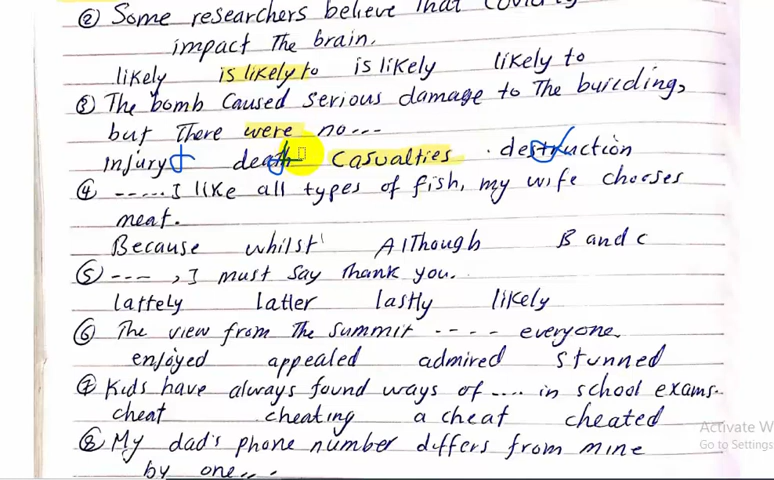 ② Some researchers believe that
impact The brain.
likely is likely to is likely likely to
③ The bomb Caused Serious damage to The building,
but There were no---
Injury death Casualties . destruction
④ -----I like all types of fish, my wife chooses
meat.
Because whilst Although B and C
⑤ ---- , I must say thank you.
lattely latter lastly likely
⑥ The view from The Summit ---- everyone.
enjoyed appealed admired stunned
⑦ Kids have always found ways of .... in school exams..
cheat cheating a cheat cheated
⑧ My dad's phone number differs from mine
by one...
Activate W
Go to Settings